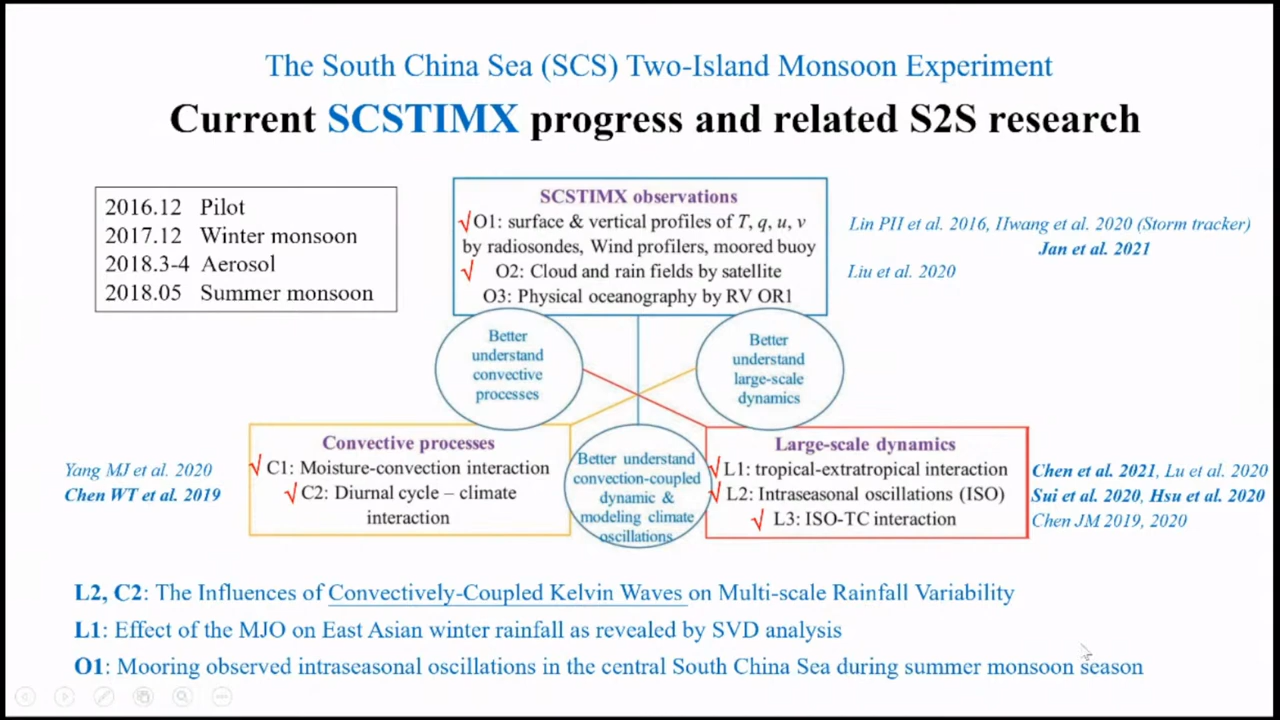 The South China Sea (SCS) Two-Island Monsoon Experiment
Current SCSTIMX progress and related S2S research
2016.12 Pilot
2017.12 Winter monsoon
2018.3-4 Aerosol
2018.05 Summer monsoon
SCSTIMX observations
√O1: surface & vertical profiles of T, q, u, v
by radiosondes, Wind profilers, moored buoy
√ O2: Cloud and rain fields by satellite
O3: Physical oceanography by RV OR1
Lin PH et al. 2016, Hwang et al. 2020 (Storm tracker)
Jan et al. 2021
Liu et al. 2020
Better
understand
convective
processes
Better
understand
large-scale
dynamics
Convective processes
√ C1: Moisture-convection interaction
√ C2: Diurnal cycle – climate
interaction
Yang MJ et al. 2020
Chen WT et al. 2019
Better understand
convection-coupled
dynamic &
modeling climate
oscillations
Large-scale dynamics
√ L1: tropical-extratropical interaction
√ L2: Intraseasonal oscillations (ISO)
√ L3: ISO-TC interaction
Chen et al. 2021, Lu et al. 2020
Sui et al. 2020, Hsu et al. 2020
Chen JM 2019, 2020
L2, C2: The Influences of Convectively-Coupled Kelvin Waves on Multi-scale Rainfall Variability
L1: Effect of the MJO on East Asian winter rainfall as revealed by SVD analysis
O1: Mooring observed intraseasonal oscillations in the central South China Sea during summer monsoon season